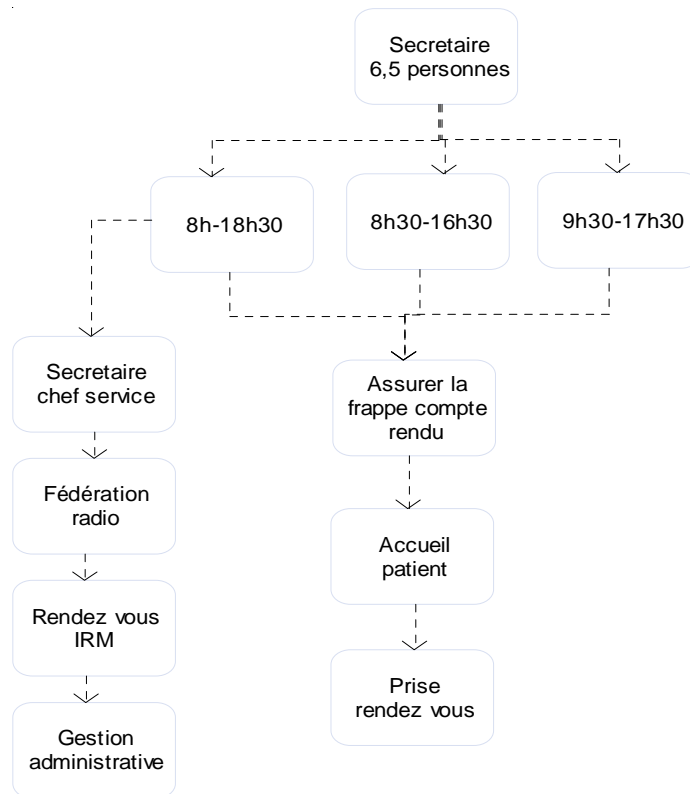 Secretaire
6,5 personnes
8h-18h30
8h30-16h30
9h30-17h30
Secretaire
chef service
Assurer la
frappe compte
rendu
Fédération
radio
Accueil
patient
Rendez vous
IRM
Prise
rendez vous
Gestion
administrative